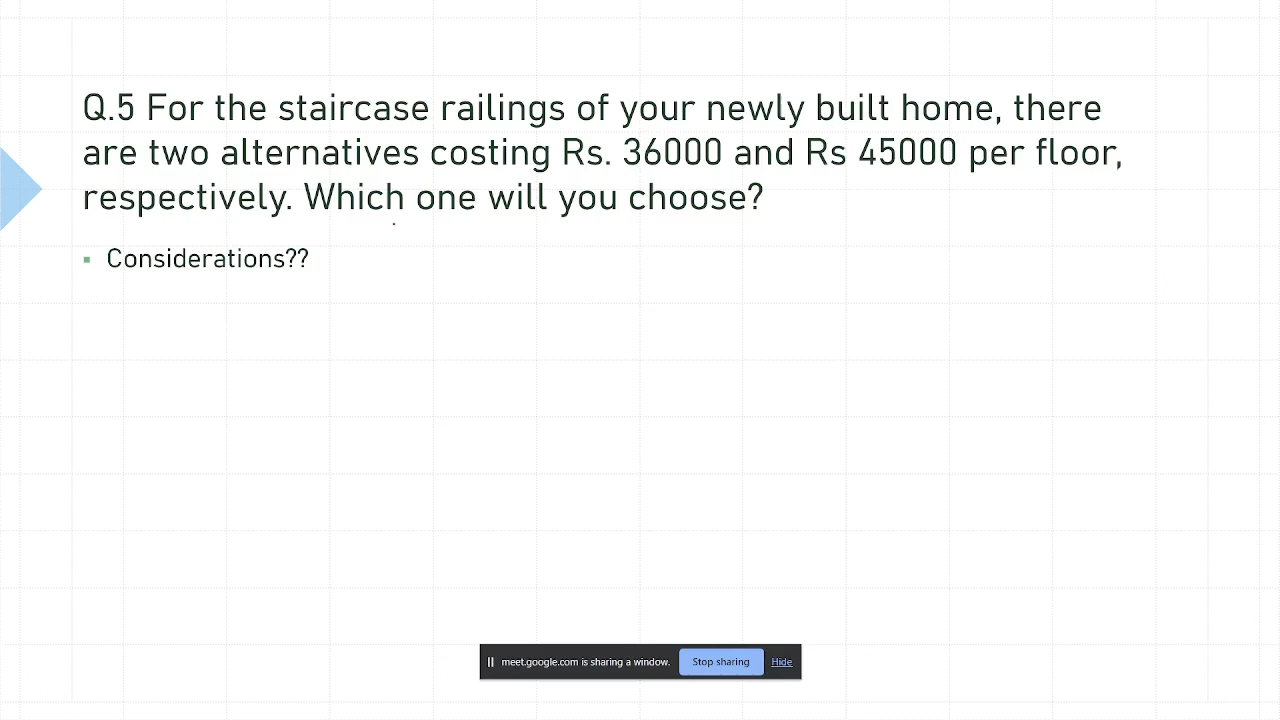 Q.5 For the staircase railings of your newly built home, there
are two alternatives costing Rs. 36000 and Rs 45000 per floor,
respectively. Which one will you choose?
Considerations??
meet.google.com is sharing a window. Stop sharing Hide